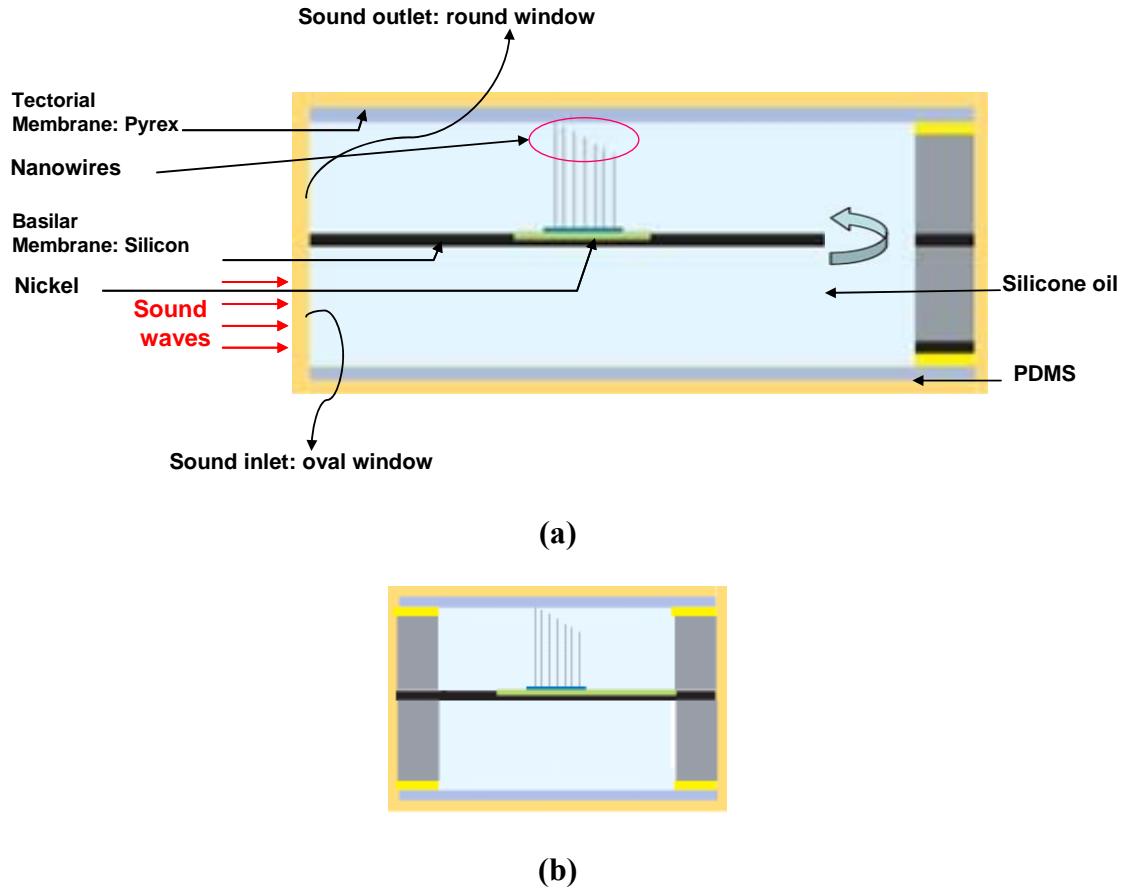 Sound outlet: round window
Tectorial
Membrane: Pyrex
Nanowires
Basilar
Membrane: Silicon
Nickel
Sound
waves
Silicone oil
PDMS
Sound inlet: oval window
(a)
(b)